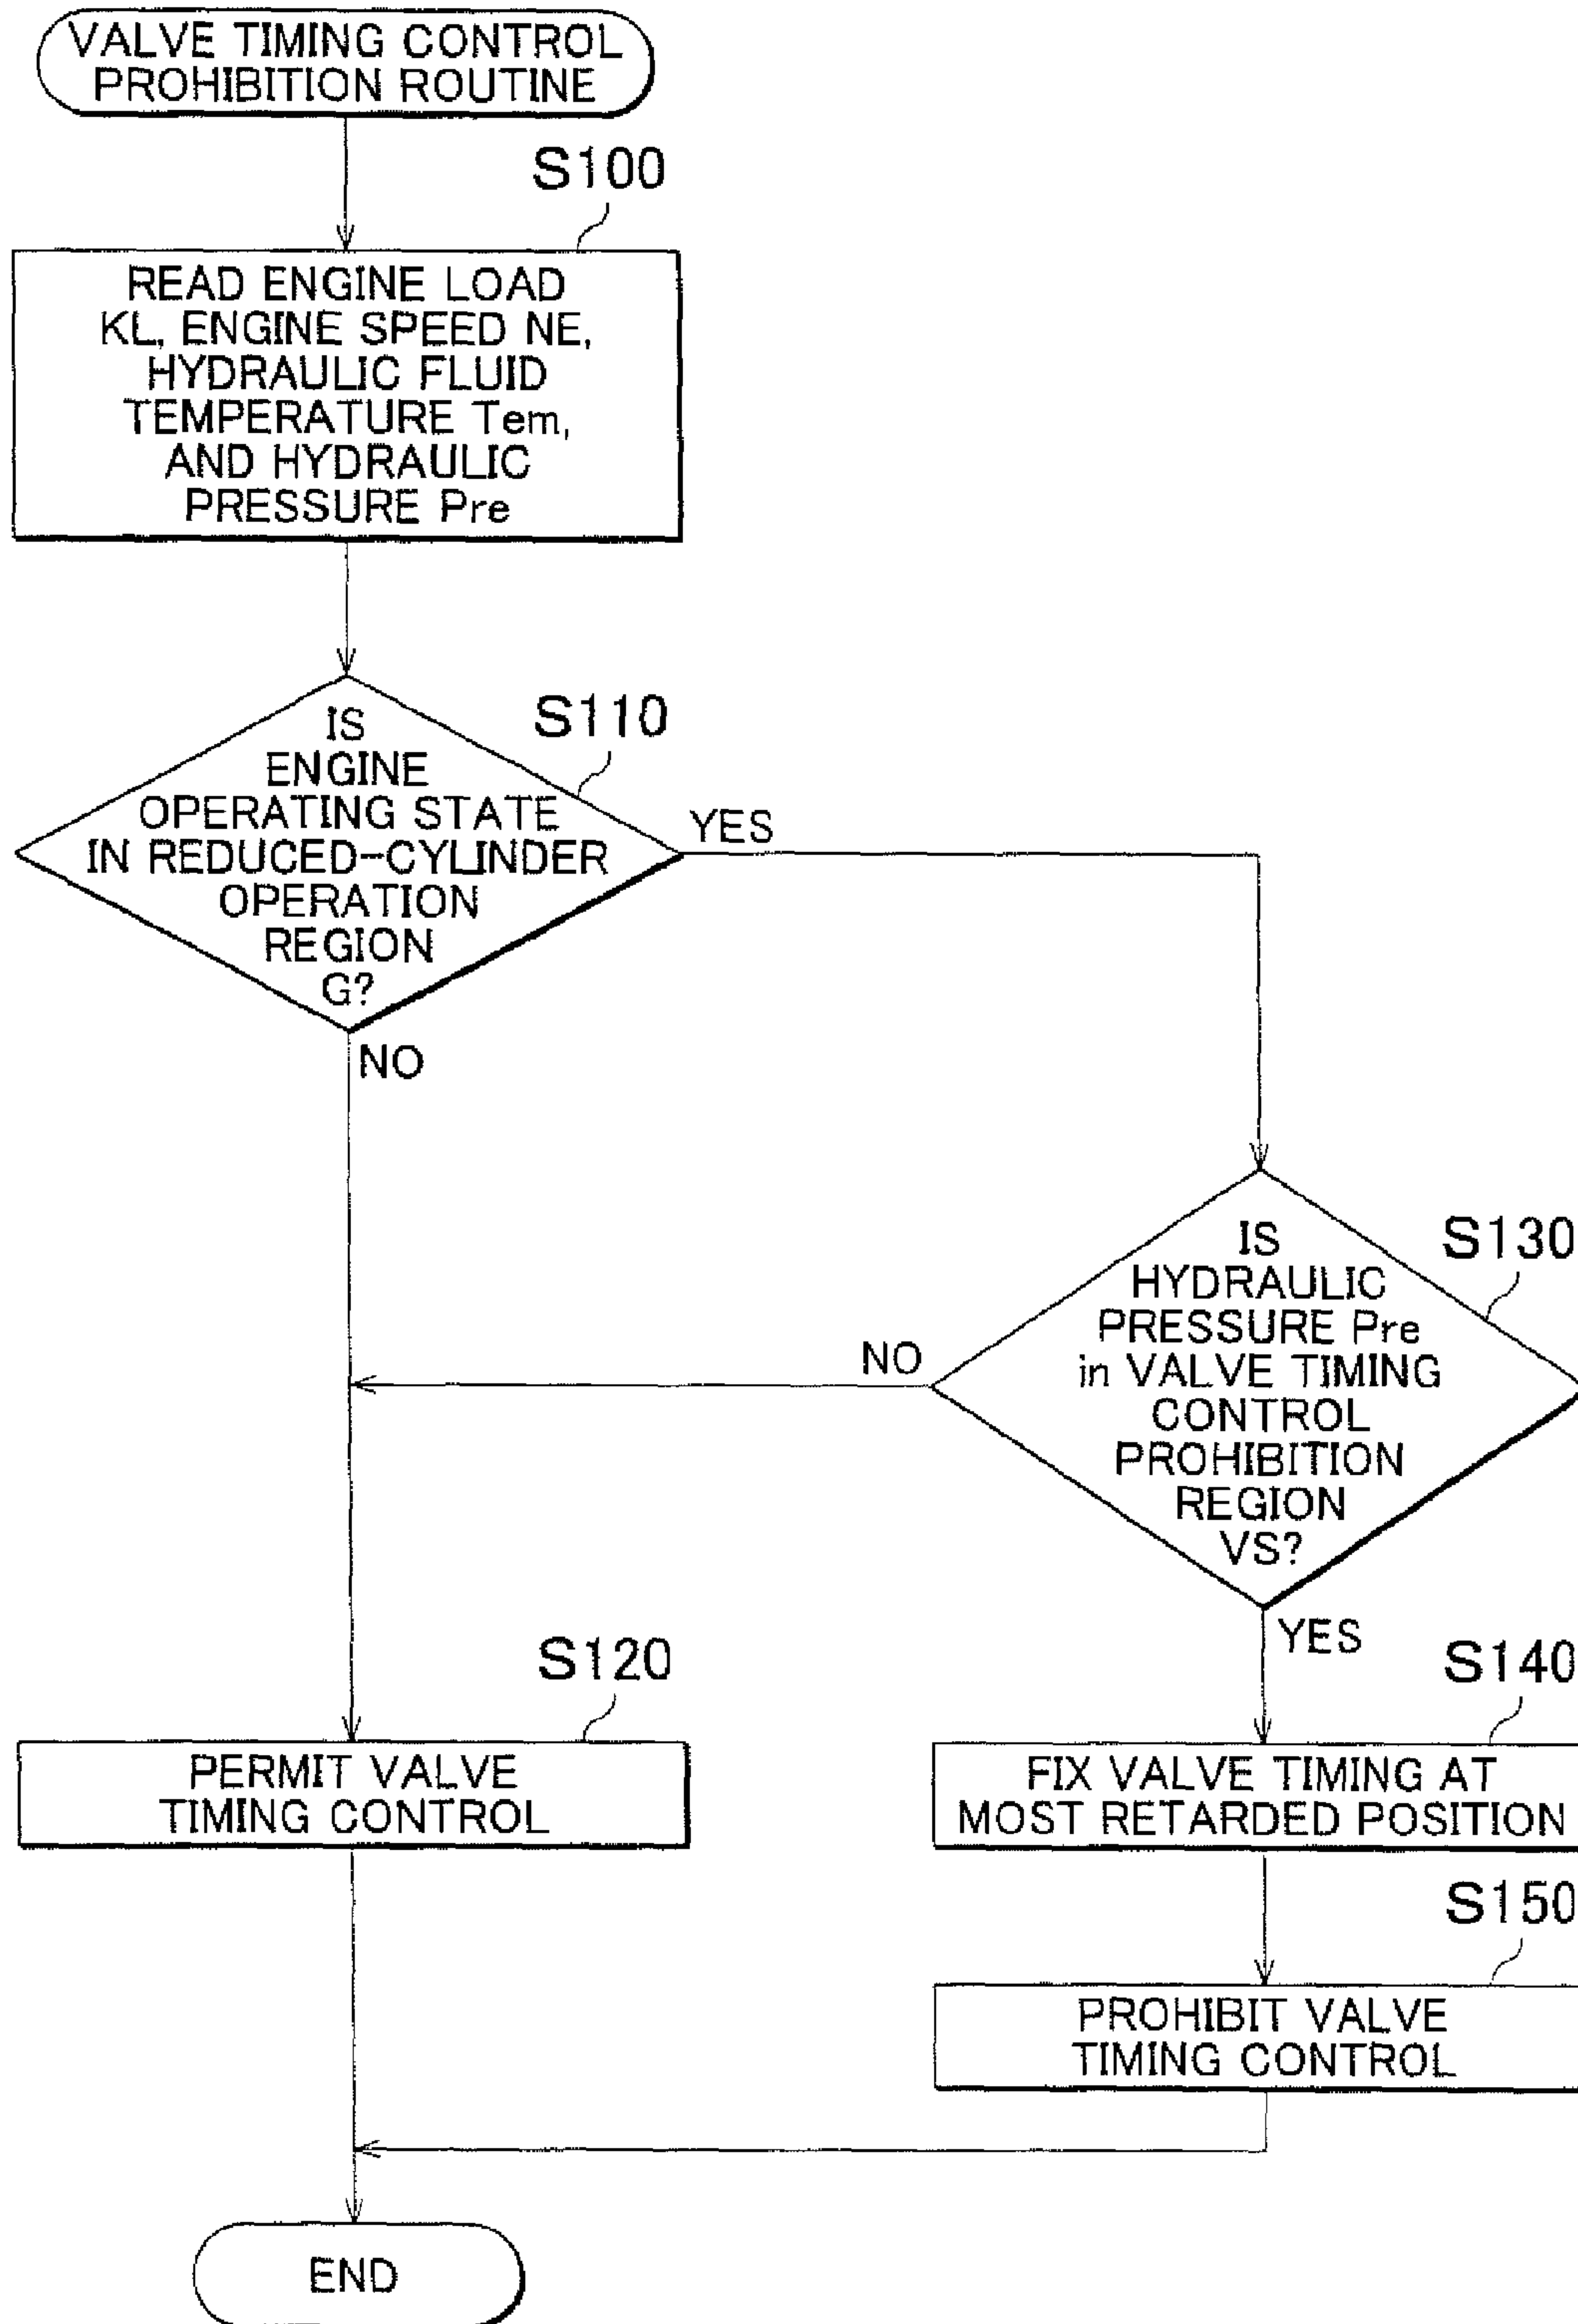 VALVE TIMING CONTROL
PROHIBITION ROUTINE
S100
READ ENGINE LOAD
KL, ENGINE SPEED NE,
HYDRAULIC FLUID
TEMPERATURE Tem,
AND HYDRAULIC
PRESSURE Pre
S110
IS
ENGINE
OPERATING STATE
IN REDUCED-CYLINDER
OPERATION
REGION
G?
YES
NO
S130
IS
HYDRAULIC
PRESSURE Pre
in VALVE TIMING
CONTROL
PROHIBITION
REGION
VS?
NO
YES
S120
PERMIT VALVE
TIMING CONTROL
S140
FIX VALVE TIMING AT
MOST RETARDED POSITION
S150
PROHIBIT VALVE
TIMING CONTROL
END